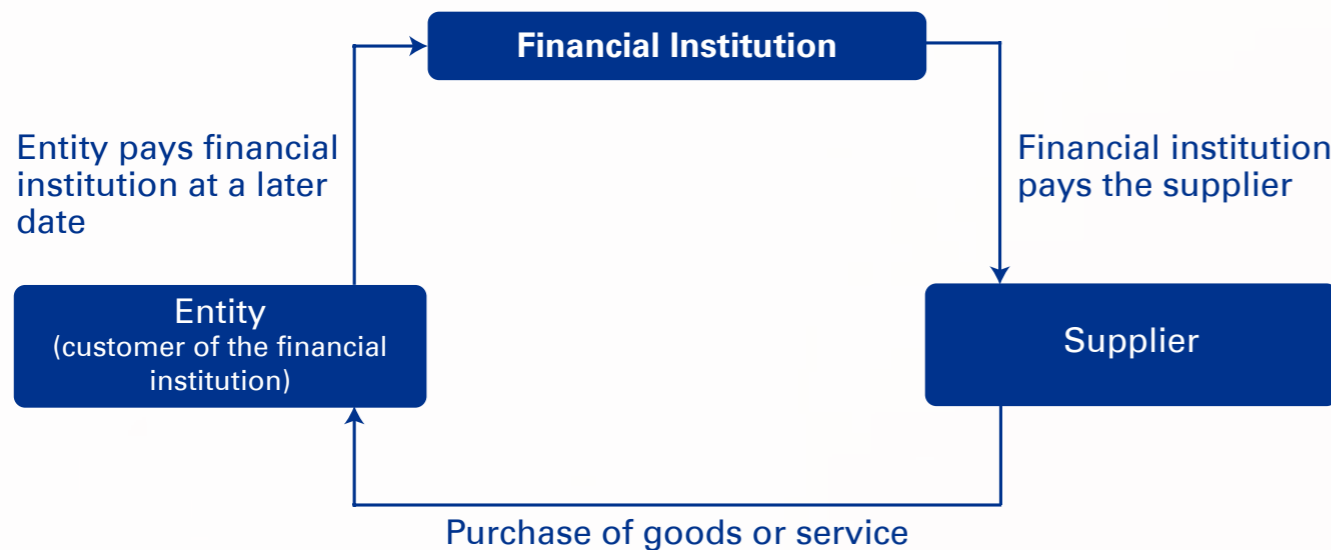 Financial Institution
Entity pays financial
institution at a later
date
Financial institution
pays the supplier
Entity
(customer of the financial
institution)
Supplier
Purchase of goods or service